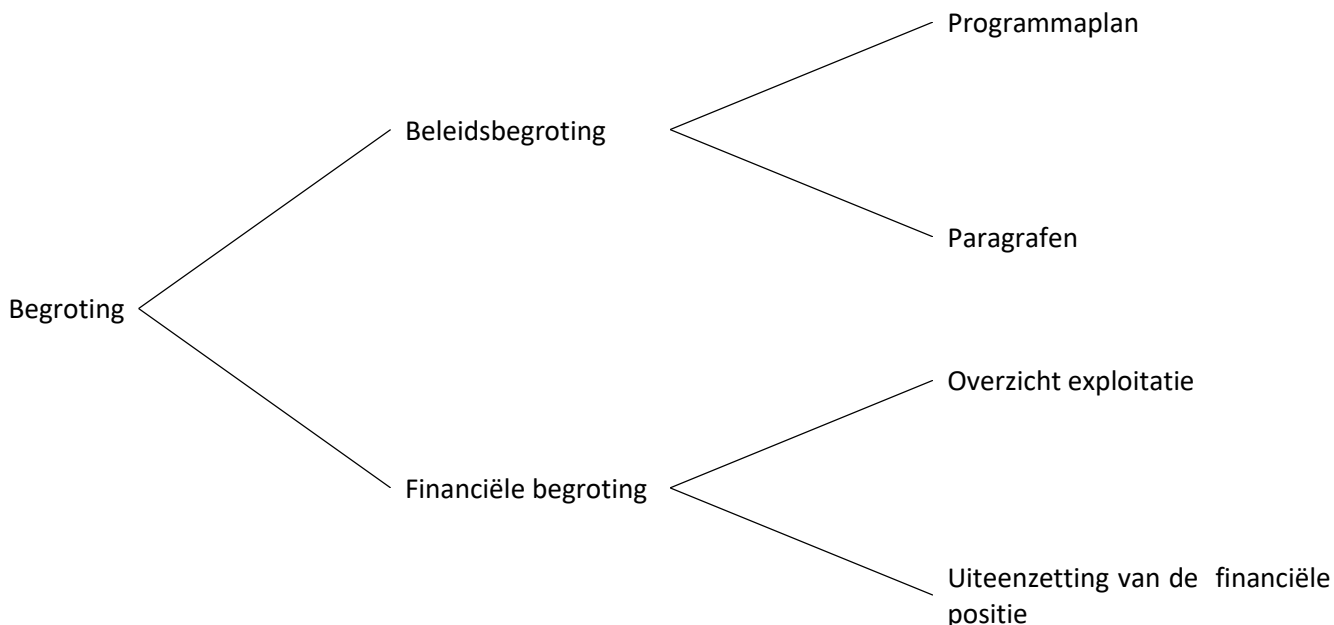 Programmaplan
Beleidsbegroting
Paragrafen
Begroting
Overzicht exploitatie
Financiële begroting
Uiteenzetting van de financiële
positie